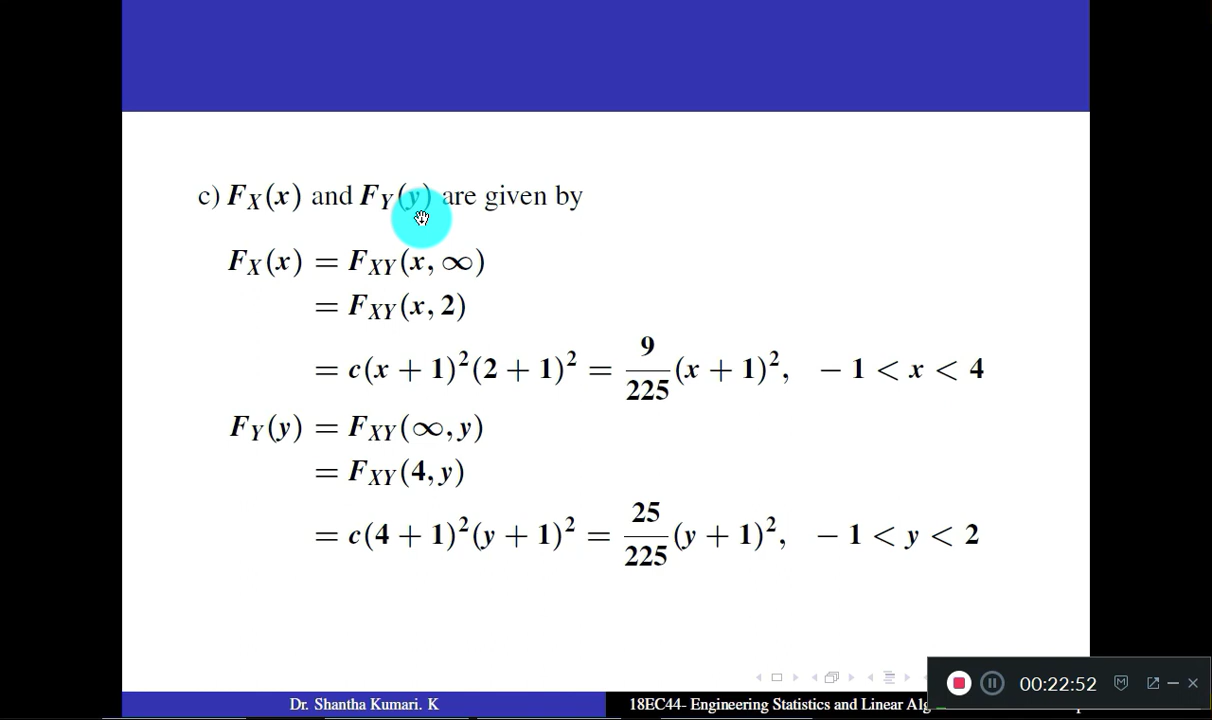 c) F_X(x) and F_Y(y) are given by
F_X(x) = F_XY(x, ∞)
= F_XY(x, 2)
= c(x + 1)²(2 + 1)² = 9/225 (x + 1)², − 1 < x < 4
F_Y(y) = F_XY(∞, y)
= F_XY(4, y)
= c(4 + 1)²(y + 1)² = 25/225 (y + 1)², − 1 < y < 2
00:22:52
Dr. Shantha Kumari. K 18EC44- Engineering Statistics and Linear